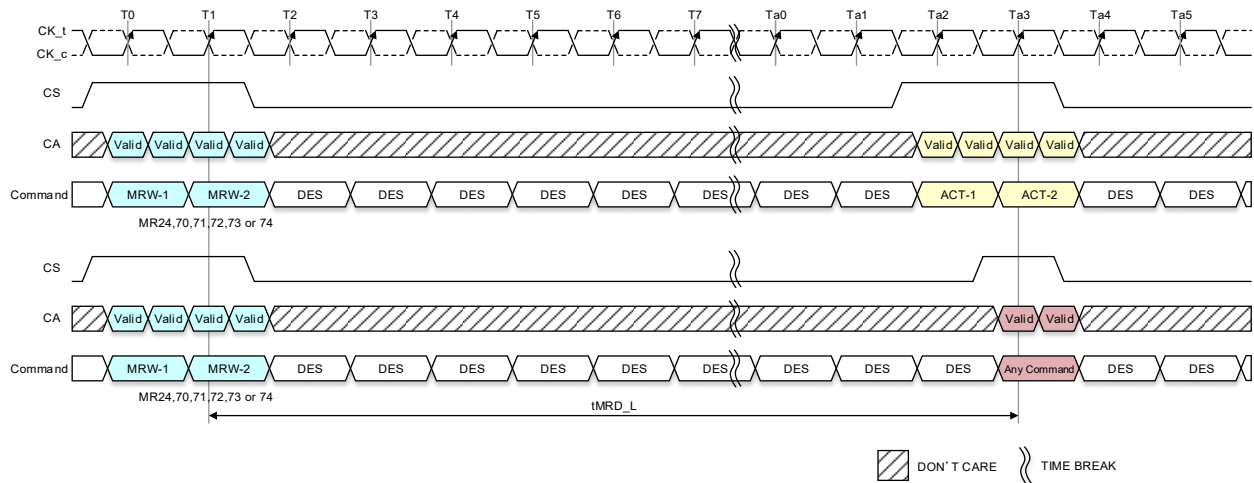 T0 T1 T2 T3 T4 T5 T6 T7 Ta0 Ta1 Ta2 Ta3 Ta4 Ta5
CK_t
CK_c
CS
CA Valid Valid Valid Valid Valid Valid Valid Valid
Command MRW-1 MRW-2 DES DES DES DES DES DES DES DES ACT-1 ACT-2 DES DES
MR24,70,71,72,73 or 74
CS
CA Valid Valid Valid Valid Valid Valid
Command MRW-1 MRW-2 DES DES DES DES DES DES DES DES DES Any Command DES DES
MR24,70,71,72,73 or 74
tMRD_L
DON'T CARE TIME BREAK